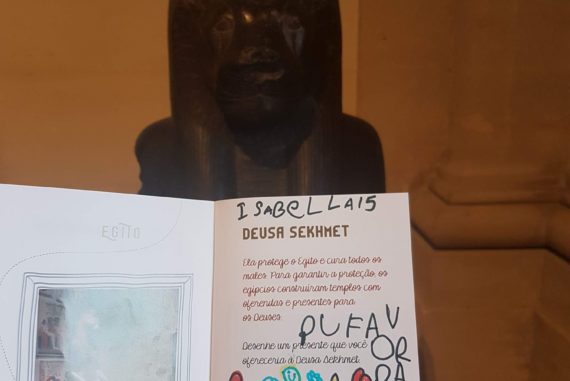 EGITO
ISABELLA15
DEUSA SEKHMET
Ela protege o Egito e cura todos os
males. Para garantir a proteção, os
egípcios construíram templos com
oferendas e presentes para
os Deuses.
Desenhe um presente que você
ofereceria à Deusa Sekhmet.
PUFAV
OR